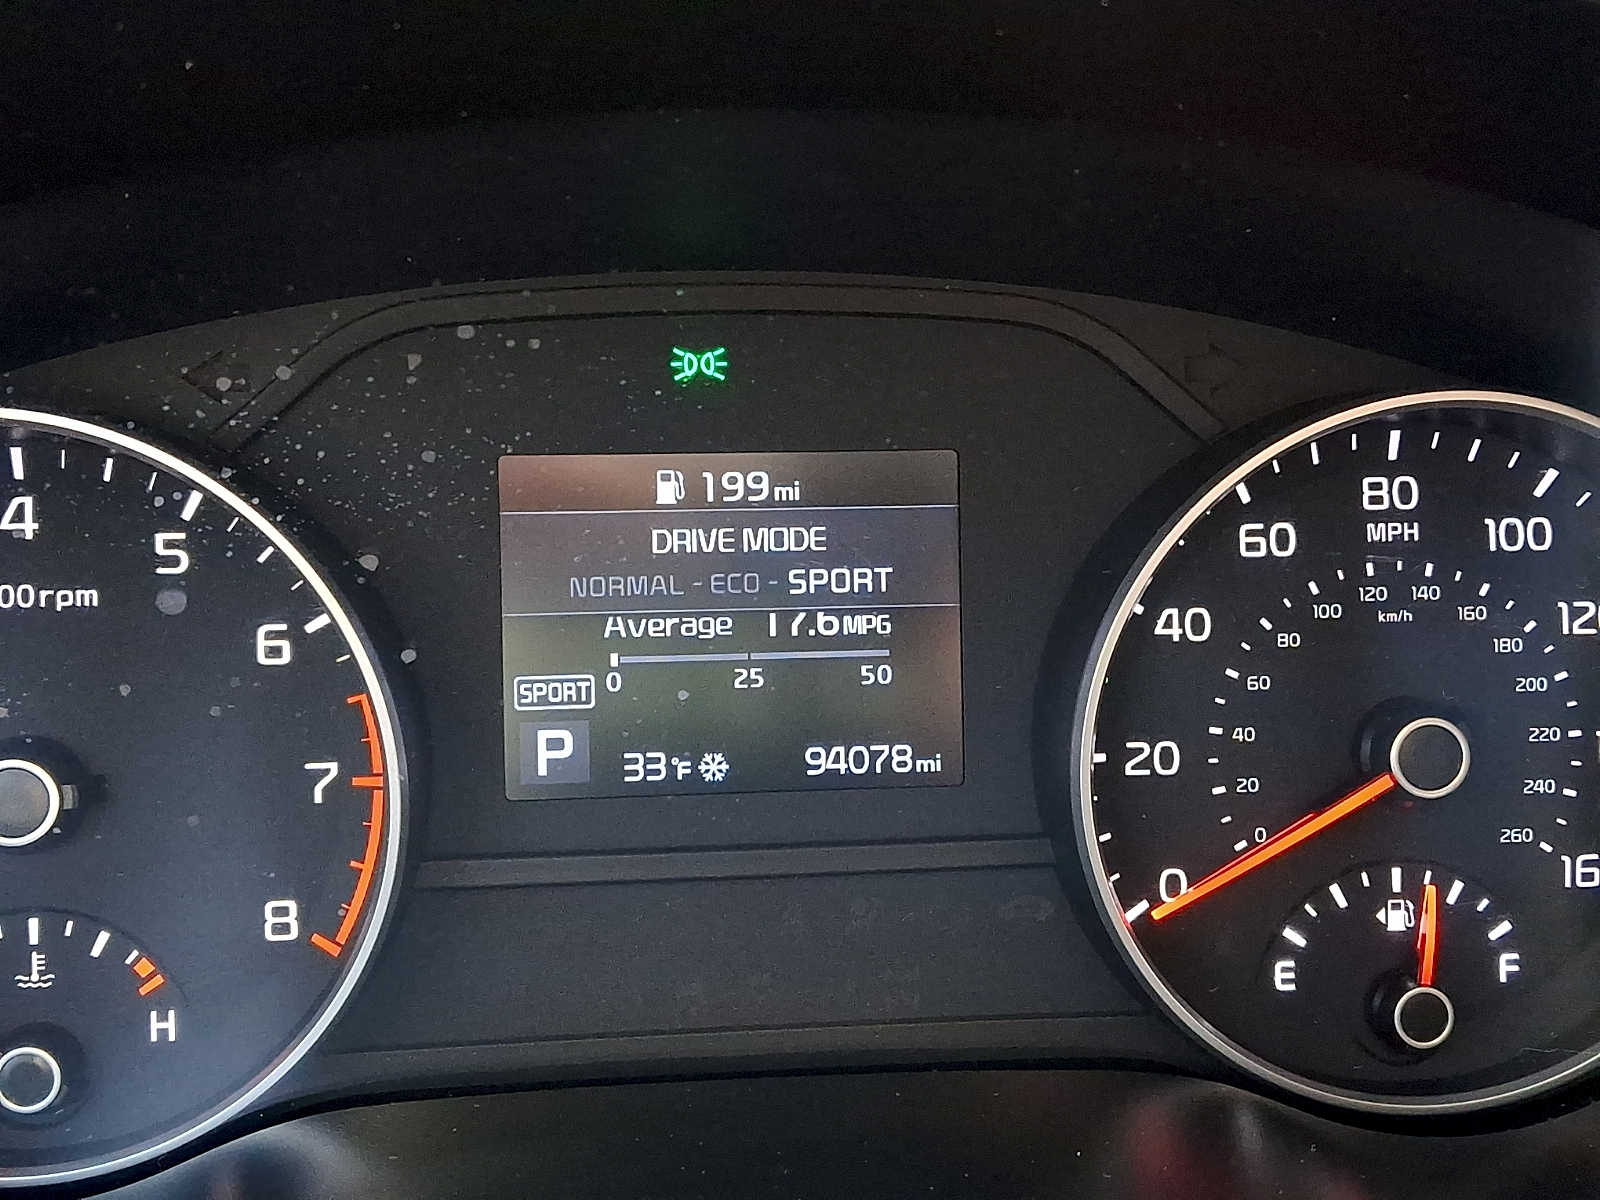 4
5
00rpm
6
7
8
H
199mi
DRIVE MODE
NORMAL - ECO - SPORT
Average 17.6MPG
0 25 50
SPORT
P
33°F
94078mi
0
20
40
60
80
MPH
100
120
16
0
20
40
60
80
100
120
140
160
180
200
220
240
260
km/h
E
F